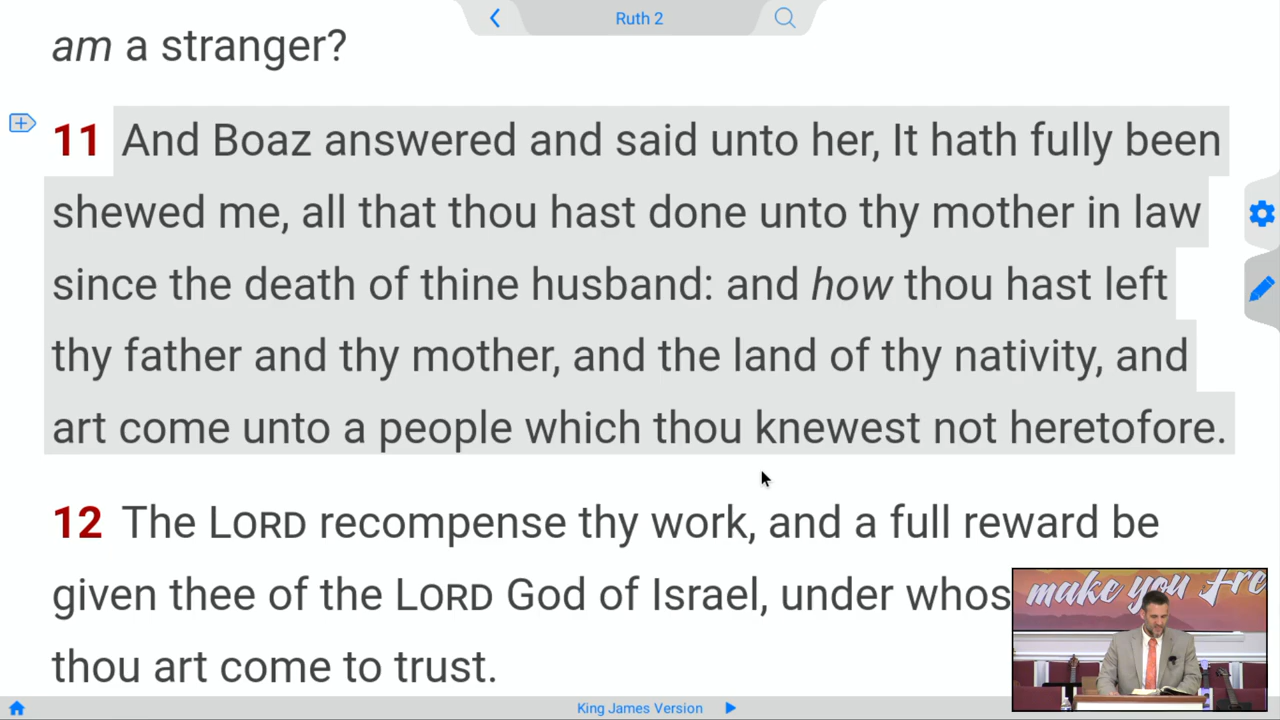 Ruth 2
am a stranger?
11 And Boaz answered and said unto her, It hath fully been
shewed me, all that thou hast done unto thy mother in law
since the death of thine husband: and how thou hast left
thy father and thy mother, and the land of thy nativity, and
art come unto a people which thou knewest not heretofore.
12 The LORD recompense thy work, and a full reward be
given thee of the LORD God of Israel, under whos
thou art come to trust.
make you Fre
King James Version